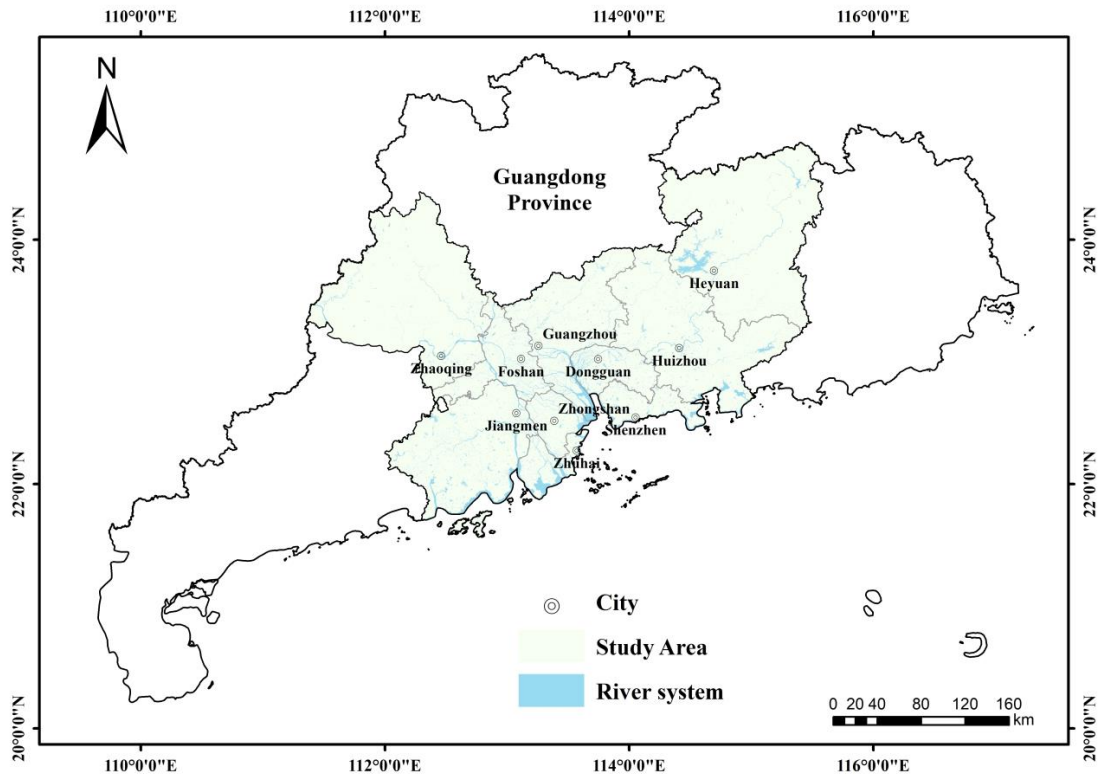 110°0'0"E 112°0'0"E 114°0'0"E 116°0'0"E
N
Guangdong
Province
24°0'0"N
24°0'0"N
Heyuan
Guangzhou
Huizhou
Zhaoqing
Foshan
Dongguan
Zhongshan
Jiangmen
Shenzhen
Zhuhai
22°0'0"N
22°0'0"N
City
Study Area
River system
0 20 40 80 120 160
km
20°0'0"N
20°0'0"N
110°0'0"E 112°0'0"E 114°0'0"E 116°0'0"E